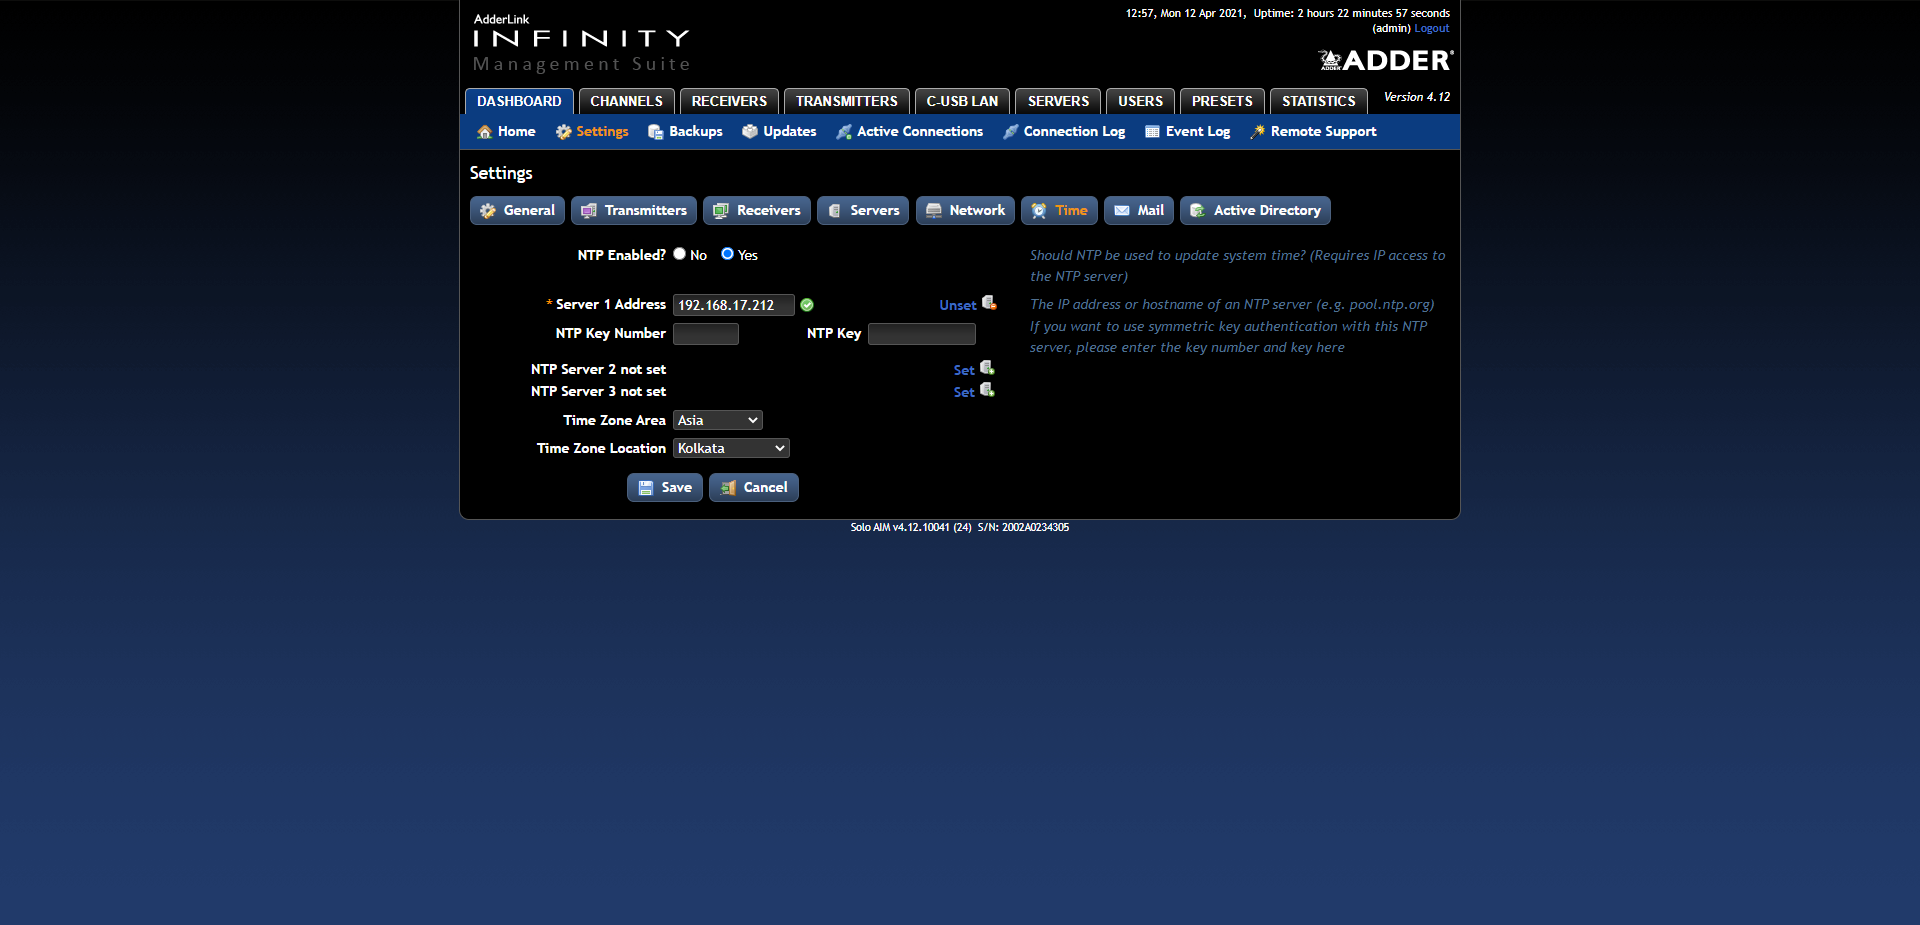 AdderLink
INFINITY
Management Suite
12:57, Mon 12 Apr 2021, Uptime: 2 hours 22 minutes 57 seconds
(admin) Logout
ADDER
ADDER®
DASHBOARD CHANNELS RECEIVERS TRANSMITTERS C-USB LAN SERVERS USERS PRESETS STATISTICS Version 4.12
Home Settings Backups Updates Active Connections Connection Log Event Log Remote Support
Settings
General Transmitters Receivers Servers Network Time Mail Active Directory
NTP Enabled? No Yes
Should NTP be used to update system time? (Requires IP access to
the NTP server)
* Server 1 Address 192.168.17.212 Unset
The IP address or hostname of an NTP server (e.g. pool.ntp.org)
If you want to use symmetric key authentication with this NTP
server, please enter the key number and key here
NTP Key Number NTP Key
NTP Server 2 not set Set
NTP Server 3 not set Set
Time Zone Area Asia
Time Zone Location Kolkata
Save Cancel
Solo AIM v4.12.10041 (24) S/N: 2002A0234305